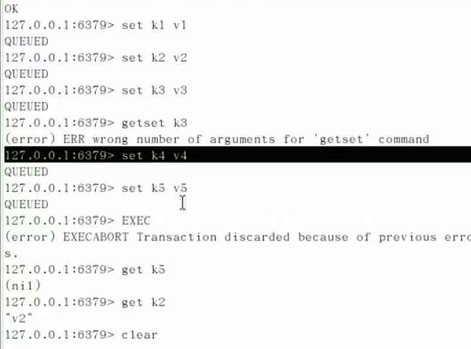 OK
127.0.0.1:6379> set k1 v1
QUEUED
127.0.0.1:6379> set k2 v2
QUEUED
127.0.0.1:6379> set k3 v3
QUEUED
127.0.0.1:6379> getset k3
(error) ERR wrong number of arguments for 'getset' command
127.0.0.1:6379> set k4 v4
QUEUED
127.0.0.1:6379> set k5 v5
QUEUED
127.0.0.1:6379> EXEC
(error) EXECABORT Transaction discarded because of previous erro
s.
127.0.0.1:6379> get k5
(nil)
127.0.0.1:6379> get k2
"v2"
127.0.0.1:6379> clear